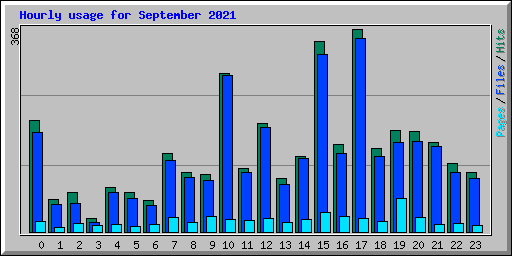 Hourly usage for September 2021
368
Pages/Files/Hits
0 1 2 3 4 5 6 7 8 9 10 11 12 13 14 15 16 17 18 19 20 21 22 23